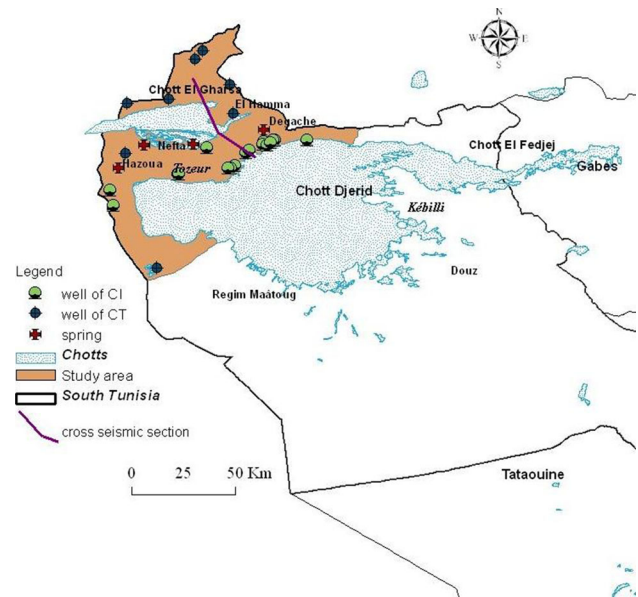 N
W
E
S
Chott El Gharsa
El Hamma
Degache
Nefta
Hazoua
Tozeur
Chott El Fedjej
Gabes
Chott Djerid
Kébilli
Douz
Regim Maâtoug
Legend
well of CI
well of CT
spring
Chotts
Study area
South Tunisia
cross seismic section
0 25 50 Km
Tataouine